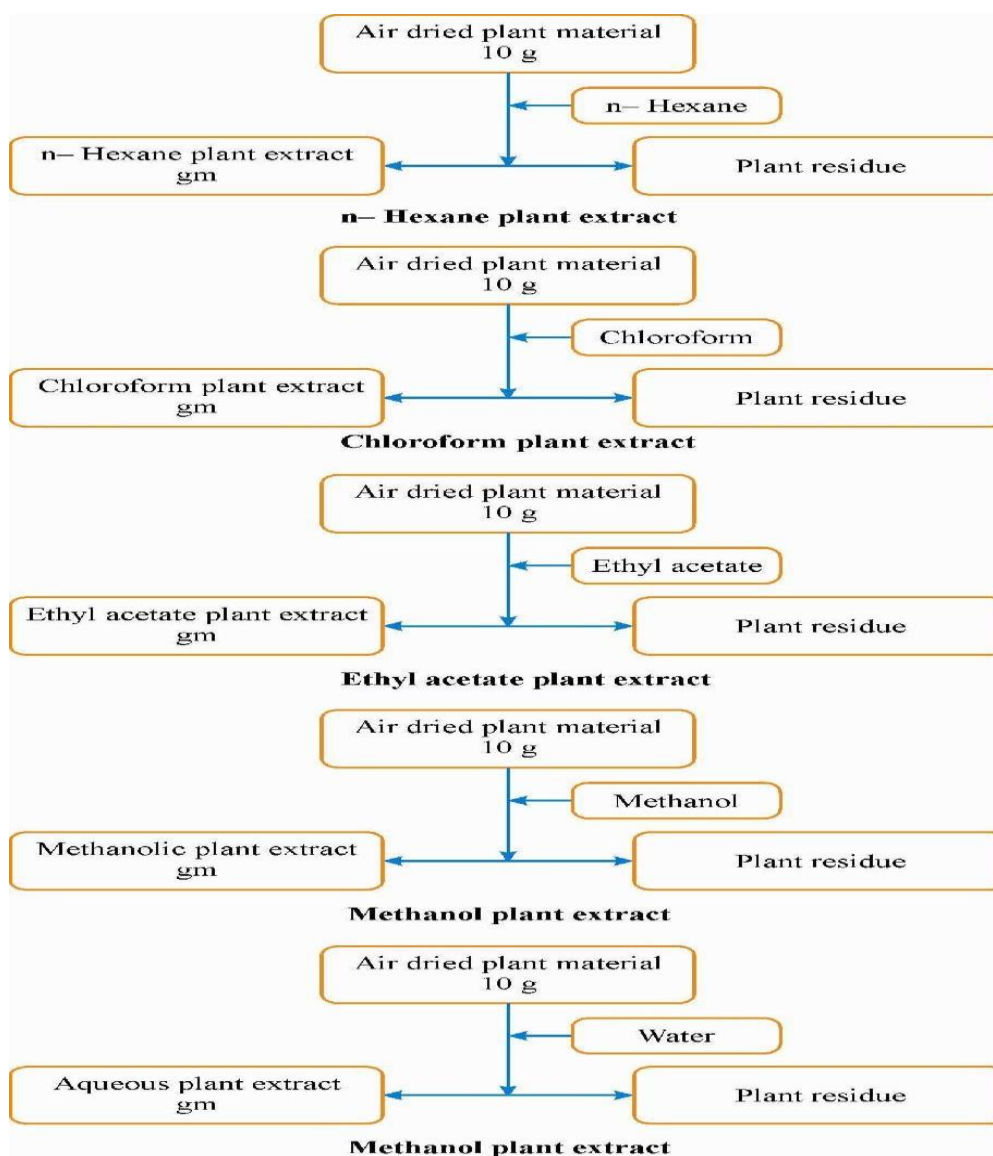 Air dried plant material
10 g
n– Hexane
n– Hexane plant extract
gm
Plant residue
n– Hexane plant extract
Air dried plant material
10 g
Chloroform
Chloroform plant extract
gm
Plant residue
Chloroform plant extract
Air dried plant material
10 g
Ethyl acetate
Ethyl acetate plant extract
gm
Plant residue
Ethyl acetate plant extract
Air dried plant material
10 g
Methanol
Methanolic plant extract
gm
Plant residue
Methanol plant extract
Air dried plant material
10 g
Water
Aqueous plant extract
gm
Plant residue
Methanol plant extract